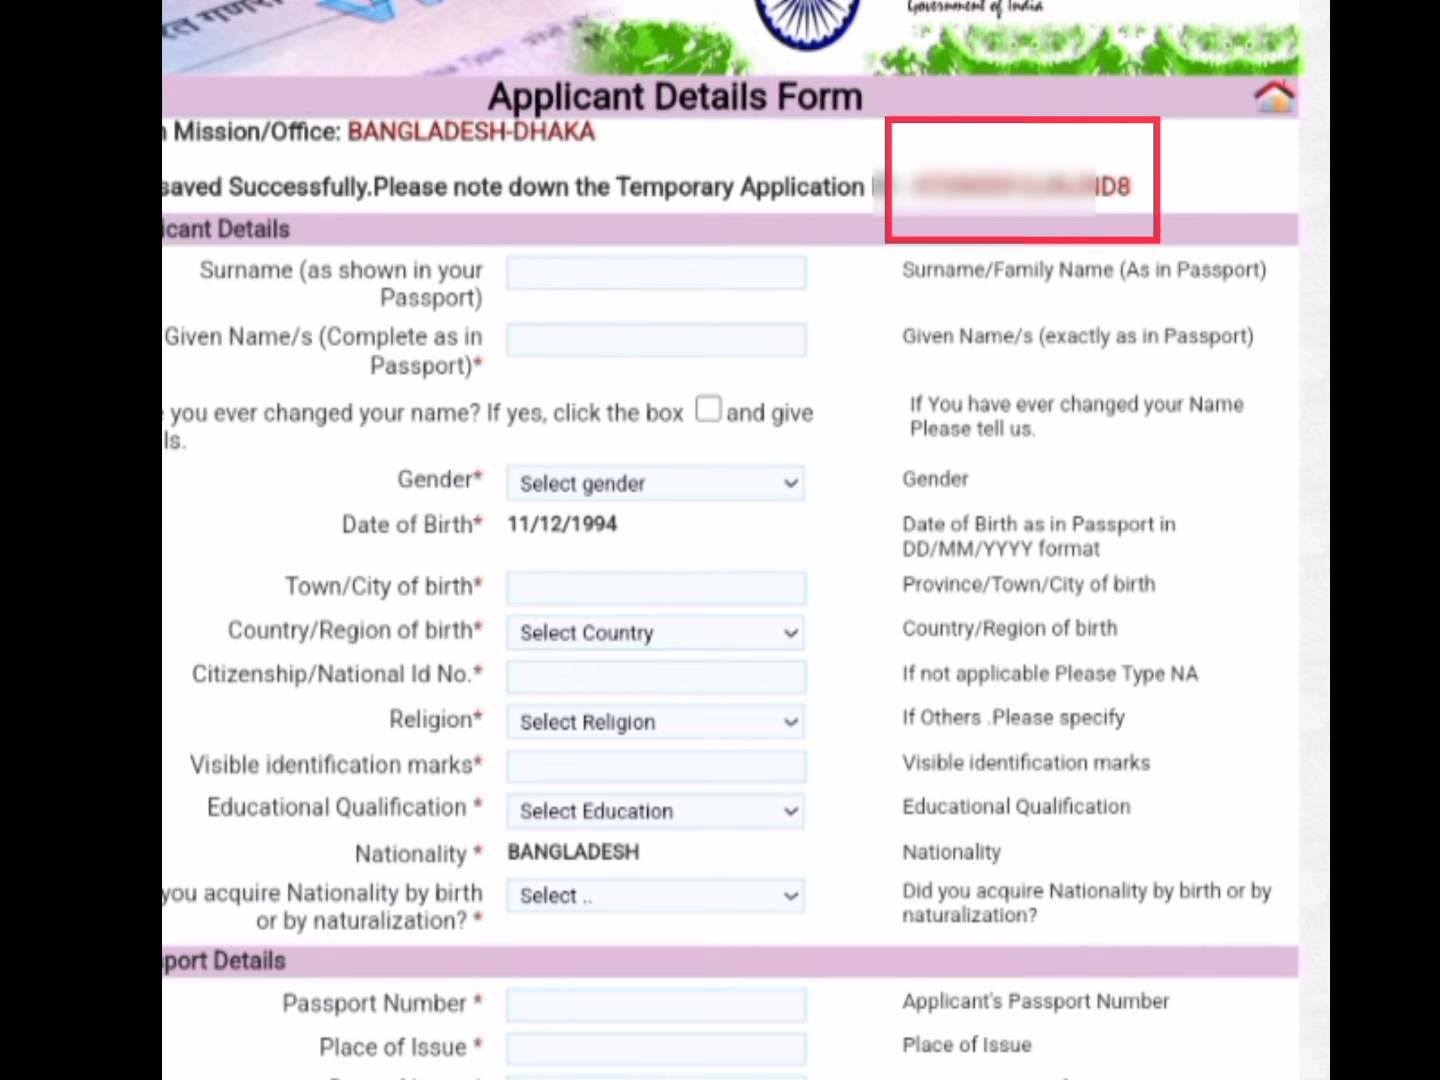 Government of India
Applicant Details Form
Mission/Office: BANGLADESH-DHAKA
saved Successfully.Please note down the Temporary Application ND8
icant Details
Surname (as shown in your Passport)
Surname/Family Name (As in Passport)
Given Name/s (Complete as in Passport)*
Given Name/s (exactly as in Passport)
you ever changed your name? If yes, click the box and give
ls.
If You have ever changed your Name
Please tell us.
Gender* Select gender Gender
Date of Birth* 11/12/1994 Date of Birth as in Passport in
DD/MM/YYYY format
Town/City of birth* Province/Town/City of birth
Country/Region of birth* Select Country Country/Region of birth
Citizenship/National Id No.* If not applicable Please Type NA
Religion* Select Religion If Others .Please specify
Visible identification marks* Visible identification marks
Educational Qualification * Select Education Educational Qualification
Nationality * BANGLADESH Nationality
you acquire Nationality by birth
or by naturalization? *
Select ..
Did you acquire Nationality by birth or by
naturalization?
port Details
Passport Number * Applicant's Passport Number
Place of Issue * Place of Issue